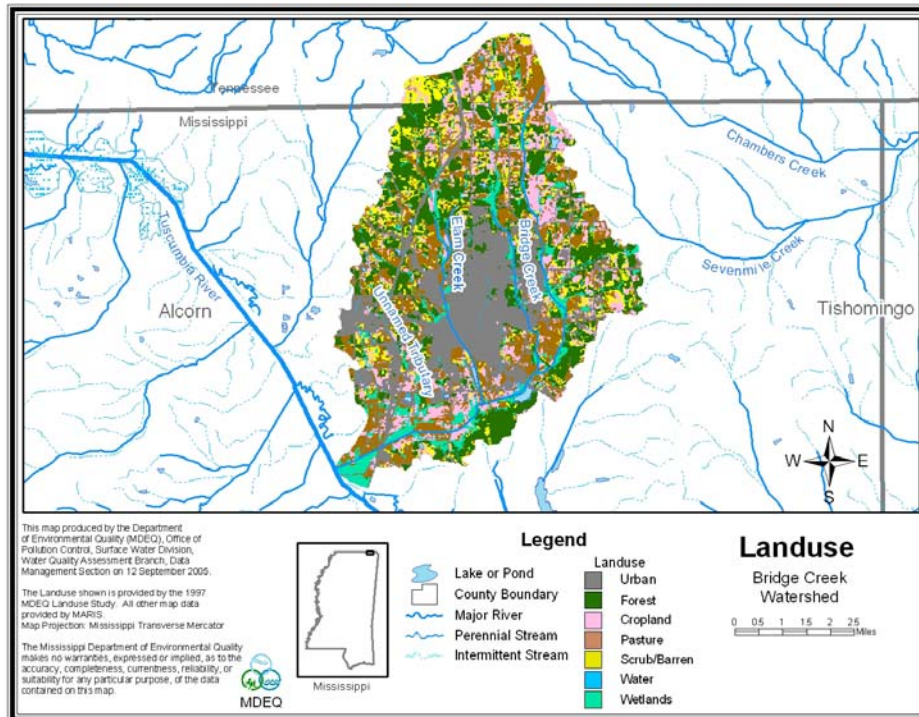 Tennessee
Mississippi
Chambers Creek
Sevenmile Creek
Tuscumbia River
Alcorn
Tishomingo
Elam Creek
Bridge Creek
Unnamed Tributary
N
W E
S
This map produced by the Department
of Environmental Quality (MDEQ), Office of
Pollution Control, Surface Water Division,
Water Quality Assessment Branch, Data
Management Section on 12 September 2005.
The Landuse shown is provided by the 1997
MDEQ Landuse Study. All other map data
provided by MARIS.
Map Projection: Mississippi Transverse Mercator
The Mississippi Department of Environmental Quality
makes no warranties, expressed or implied, as to the
accuracy, completeness, currentness, reliability, or
suitability for any particular purpose, of the data
contained on this map.
MDEQ
Mississippi
Legend
Lake or Pond
County Boundary
Major River
Perennial Stream
Intermittent Stream
Landuse
Urban
Forest
Cropland
Pasture
Scrub/Barren
Water
Wetlands
Landuse
Bridge Creek
Watershed
0 0.5 1 1.5 2 2.5
Miles